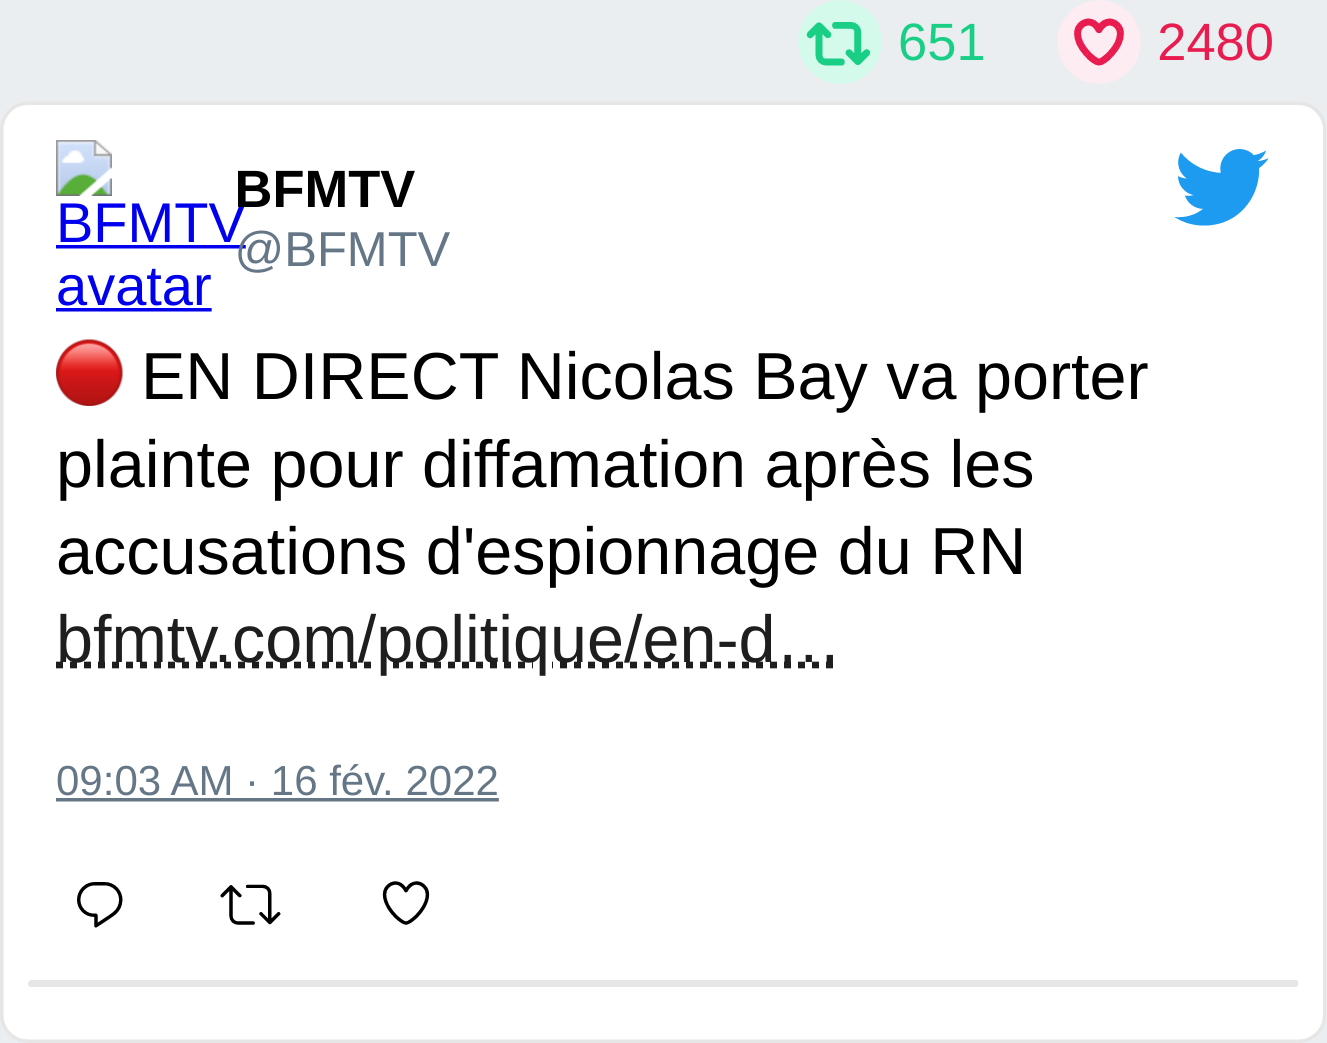 651 2480
BFMTV
@BFMTV
BFMTV
avatar
🔴 EN DIRECT Nicolas Bay va porter
plainte pour diffamation après les
accusations d'espionnage du RN
bfmtv.com/politique/en-d…
09:03 AM · 16 fév. 2022